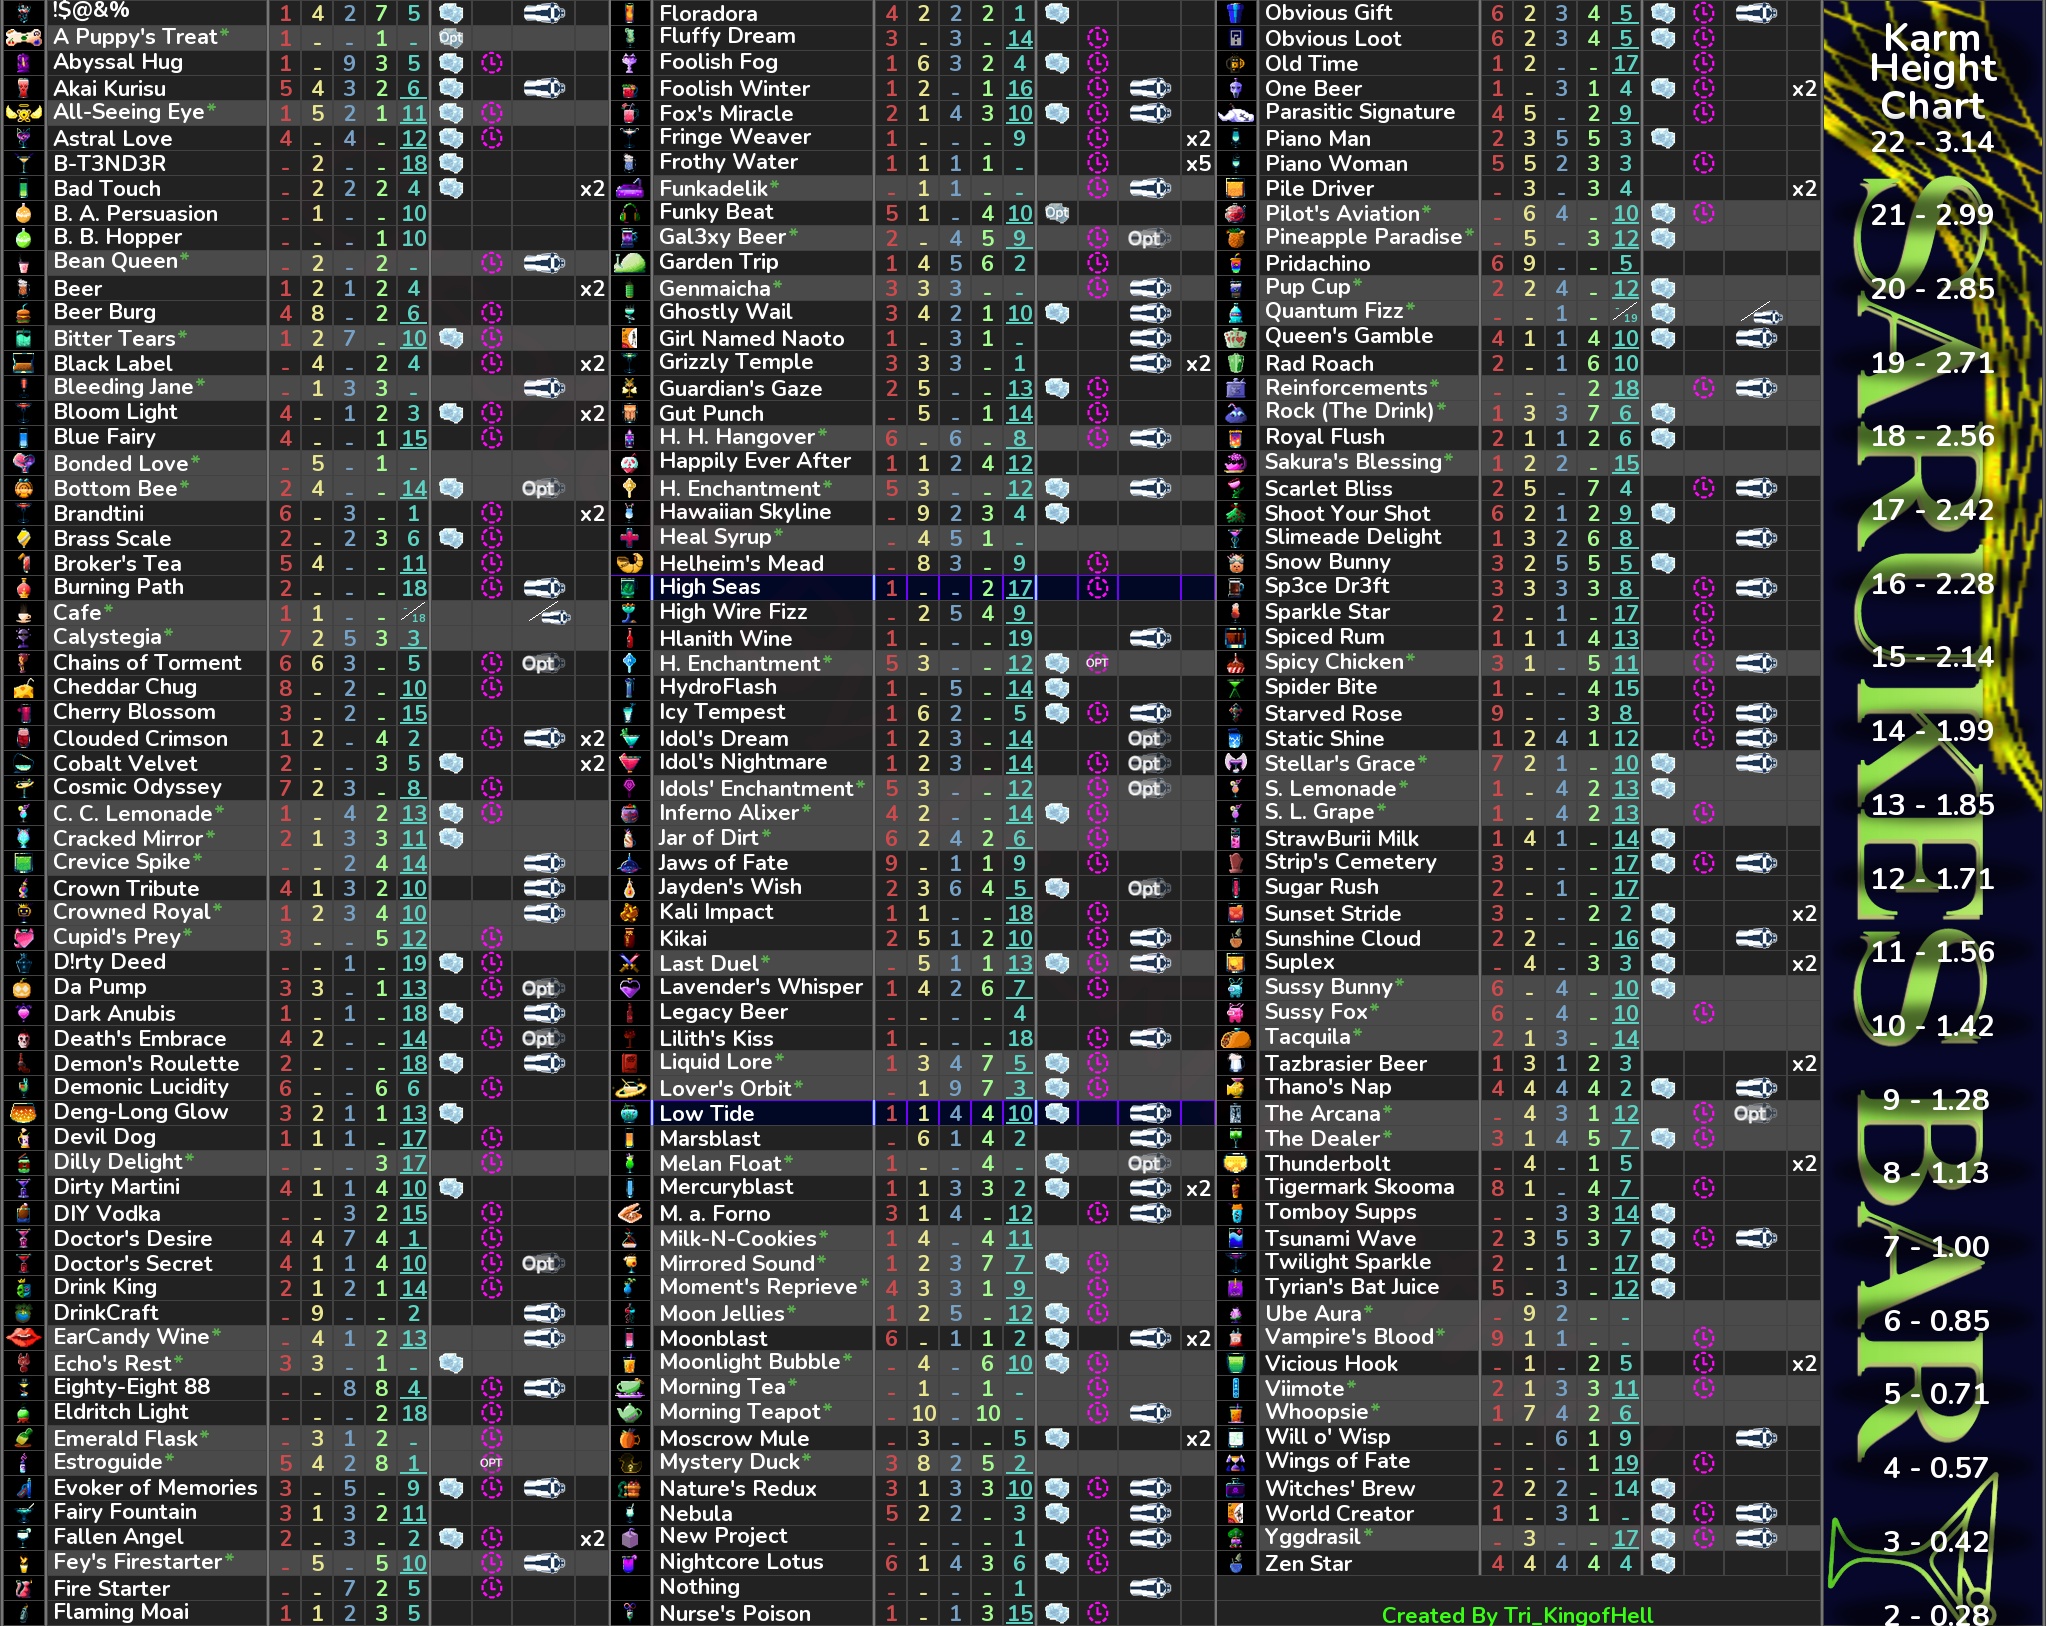 !$@&% 1 4 2 7 5
A Puppy's Treat* 1 - - 1 - Opt
Abyssal Hug 1 - 9 3 5
Akai Kurisu 5 4 3 2 6
All-Seeing Eye* 1 5 2 1 11
Astral Love 4 - 4 - 12
B-T3ND3R - 2 - - 18
Bad Touch - 2 2 2 4 x2
B. A. Persuasion - 1 - - 10
B. B. Hopper - - - 1 10
Bean Queen* - 2 - 2 -
Beer 1 2 1 2 4 x2
Beer Burg 4 8 - 2 6
Bitter Tears* 1 2 7 - 10
Black Label - 4 - 2 4 x2
Bleeding Jane* - 1 3 3 -
Bloom Light 4 - 1 2 3 x2
Blue Fairy 4 - - 1 15
Bonded Love* - 5 - 1 -
Bottom Bee* 2 4 - - 14 Opt
Brandtini 6 - 3 - 1 x2
Brass Scale 2 - 2 3 6
Broker's Tea 5 4 - - 11
Burning Path 2 - - - 18
Cafe* 1 1 - - -/18
Calystegia* 7 2 5 3 3
Chains of Torment 6 6 3 - 5 Opt
Cheddar Chug 8 - 2 - 10
Cherry Blossom 3 - 2 - 15
Clouded Crimson 1 2 - 4 2 x2
Cobalt Velvet 2 - - 3 5 x2
Cosmic Odyssey 7 2 3 - 8
C. C. Lemonade* 1 - 4 2 13
Cracked Mirror* 2 1 3 3 11
Crevice Spike* - - 2 4 14
Crown Tribute 4 1 3 2 10
Crowned Royal* 1 2 3 4 10
Cupid's Prey* 3 - - 5 12
D!rty Deed - - 1 - 19
Da Pump 3 3 - 1 13 Opt
Dark Anubis 1 - 1 - 18
Death's Embrace 4 2 - - 14 Opt
Demon's Roulette 2 - - - 18
Demonic Lucidity 6 - - 6 6
Deng-Long Glow 3 2 1 1 13
Devil Dog 1 1 1 - 17
Dilly Delight* - - - 3 17
Dirty Martini 4 1 1 4 10
DIY Vodka - - 3 2 15
Doctor's Desire 4 4 7 4 1
Doctor's Secret 4 1 1 4 10 Opt
Drink King 2 1 2 1 14
DrinkCraft - 9 - - 2
EarCandy Wine* - 4 1 2 13
Echo's Rest* 3 3 - 1 -
Eighty-Eight 88 - - 8 8 4
Eldritch Light - - - 2 18
Emerald Flask* - 3 1 2 -
Estroguide* 5 4 2 8 1 OPT
Evoker of Memories 3 - 5 - 9
Fairy Fountain 3 1 3 2 11
Fallen Angel 2 - 3 - 2 x2
Fey's Firestarter* - 5 - 5 10
Fire Starter - - 7 2 5
Flaming Moai 1 1 2 3 5
Floradora 4 2 2 2 1
Fluffy Dream 3 - 3 - 14
Foolish Fog 1 6 3 2 4
Foolish Winter 1 2 - 1 16
Fox's Miracle 2 1 4 3 10
Fringe Weaver 1 - - - 9 x2
Frothy Water 1 1 1 1 - x5
Funkadelik* - 1 1 - -
Funky Beat 5 1 - 4 10 Opt
Gal3xy Beer* 2 - 4 5 9 Opt
Garden Trip 1 4 5 6 2
Genmaicha* 3 3 3 - -
Ghostly Wail 3 4 2 1 10
Girl Named Naoto 1 - 3 1 -
Grizzly Temple 3 3 3 - 1 x2
Guardian's Gaze 2 5 - - 13
Gut Punch - 5 - 1 14
H. H. Hangover* 6 - 6 - 8
Happily Ever After 1 1 2 4 12
H. Enchantment* 5 3 - - 12
Hawaiian Skyline - 9 2 3 4
Heal Syrup* - 4 5 1 -
Helheim's Mead - 8 3 - 9
High Seas 1 - - 2 17
High Wire Fizz - 2 5 4 9
Hlanith Wine 1 - - - 19
H. Enchantment* 5 3 - - 12 OPT
HydroFlash 1 - 5 - 14
Icy Tempest 1 6 2 - 5
Idol's Dream 1 2 3 - 14 Opt
Idol's Nightmare 1 2 3 - 14 Opt
Idols' Enchantment* 5 3 - - 12 Opt
Inferno Alixer* 4 2 - - 14
Jar of Dirt* 6 2 4 2 6
Jaws of Fate 9 - 1 1 9
Jayden's Wish 2 3 6 4 5 Opt
Kali Impact 1 1 - - 18
Kikai 2 5 1 2 10
Last Duel* - 5 1 1 13
Lavender's Whisper 1 4 2 6 7
Legacy Beer - - - - 4
Lilith's Kiss 1 - - - 18
Liquid Lore* 1 3 4 7 5
Lover's Orbit* - 1 9 7 3
Low Tide 1 1 4 4 10
Marsblast - 6 1 4 2
Melan Float* 1 - - 4 - Opt
Mercuryblast 1 1 3 3 2 x2
M. a. Forno 3 1 4 - 12
Milk-N-Cookies* 1 4 - 4 11
Mirrored Sound* 1 2 3 7 7
Moment's Reprieve* 4 3 3 1 9
Moon Jellies* 1 2 5 - 12
Moonblast 6 - 1 1 2 x2
Moonlight Bubble* - 4 - 6 10
Morning Tea* - 1 - 1 -
Morning Teapot* - 10 - 10 -
Moscrow Mule - 3 - - 5 x2
Mystery Duck* 3 8 2 5 2
Nature's Redux 3 1 3 3 10
Nebula 5 2 2 - 3
New Project - - - - 1
Nightcore Lotus 6 1 4 3 6
Nothing - - - - 1
Nurse's Poison 1 - 1 3 15
Obvious Gift 6 2 3 4 5
Obvious Loot 6 2 3 4 5
Old Time 1 2 - - 17
One Beer 1 - 3 1 4 x2
Parasitic Signature 4 5 - 2 9
Piano Man 2 3 5 5 3
Piano Woman 5 5 2 3 3
Pile Driver - 3 - 3 4 x2
Pilot's Aviation* - 6 4 - 10
Pineapple Paradise* - 5 - 3 12
Pridachino 6 9 - - 5
Pup Cup* 2 2 4 - 12
Quantum Fizz* - - 1 - -/19
Queen's Gamble 4 1 1 4 10
Rad Roach 2 - 1 6 10
Reinforcements* - - - 2 18
Rock (The Drink)* 1 3 3 7 6
Royal Flush 2 1 1 2 6
Sakura's Blessing* 1 2 2 - 15
Scarlet Bliss 2 5 - 7 4
Shoot Your Shot 6 2 1 2 9
Slimeade Delight 1 3 2 6 8
Snow Bunny 3 2 5 5 5
Sp3ce Dr3ft 3 3 3 3 8
Sparkle Star 2 - 1 - 17
Spiced Rum 1 1 1 4 13
Spicy Chicken* 3 1 - 5 11
Spider Bite 1 - - 4 15
Starved Rose 9 - - 3 8
Static Shine 1 2 4 1 12
Stellar's Grace* 7 2 1 - 10
S. Lemonade* 1 - 4 2 13
S. L. Grape* 1 - 4 2 13
StrawBurii Milk 1 4 1 - 14
Strip's Cemetery 3 - - - 17
Sugar Rush 2 - 1 - 17
Sunset Stride 3 - - 2 2 x2
Sunshine Cloud 2 2 - - 16
Suplex - 4 - 3 3 x2
Sussy Bunny* 6 - 4 - 10
Sussy Fox* 6 - 4 - 10
Tacquila* 2 1 3 - 14
Tazbrasier Beer 1 3 1 2 3 x2
Thano's Nap 4 4 4 4 2
The Arcana* - 4 3 1 12 Opt
The Dealer* 3 1 4 5 7
Thunderbolt - 4 - 1 5 x2
Tigermark Skooma 8 1 - 4 7
Tomboy Supps - - 3 3 14
Tsunami Wave 2 3 5 3 7
Twilight Sparkle 2 - 1 - 17
Tyrian's Bat Juice 5 - 3 - 12
Ube Aura* - 9 2 - -
Vampire's Blood* 9 1 1 - -
Vicious Hook - 1 - 2 5 x2
Viimote* 2 1 3 3 11
Whoopsie* 1 7 4 2 6
Will o' Wisp - - 6 1 9
Wings of Fate - - - 1 19
Witches' Brew 2 2 2 - 14
World Creator 1 - 3 1 -
Yggdrasil* - 3 - - 17
Zen Star 4 4 4 4 4
Created By Tri_KingofHell
Karm
Height
Chart
22 - 3.14
21 - 2.99
20 - 2.85
19 - 2.71
18 - 2.56
17 - 2.42
16 - 2.28
15 - 2.14
14 - 1.99
13 - 1.85
12 - 1.71
11 - 1.56
10 - 1.42
9 - 1.28
8 - 1.13
7 - 1.00
6 - 0.85
5 - 0.71
4 - 0.57
3 - 0.42
2 - 0.28
SARUKES BAR